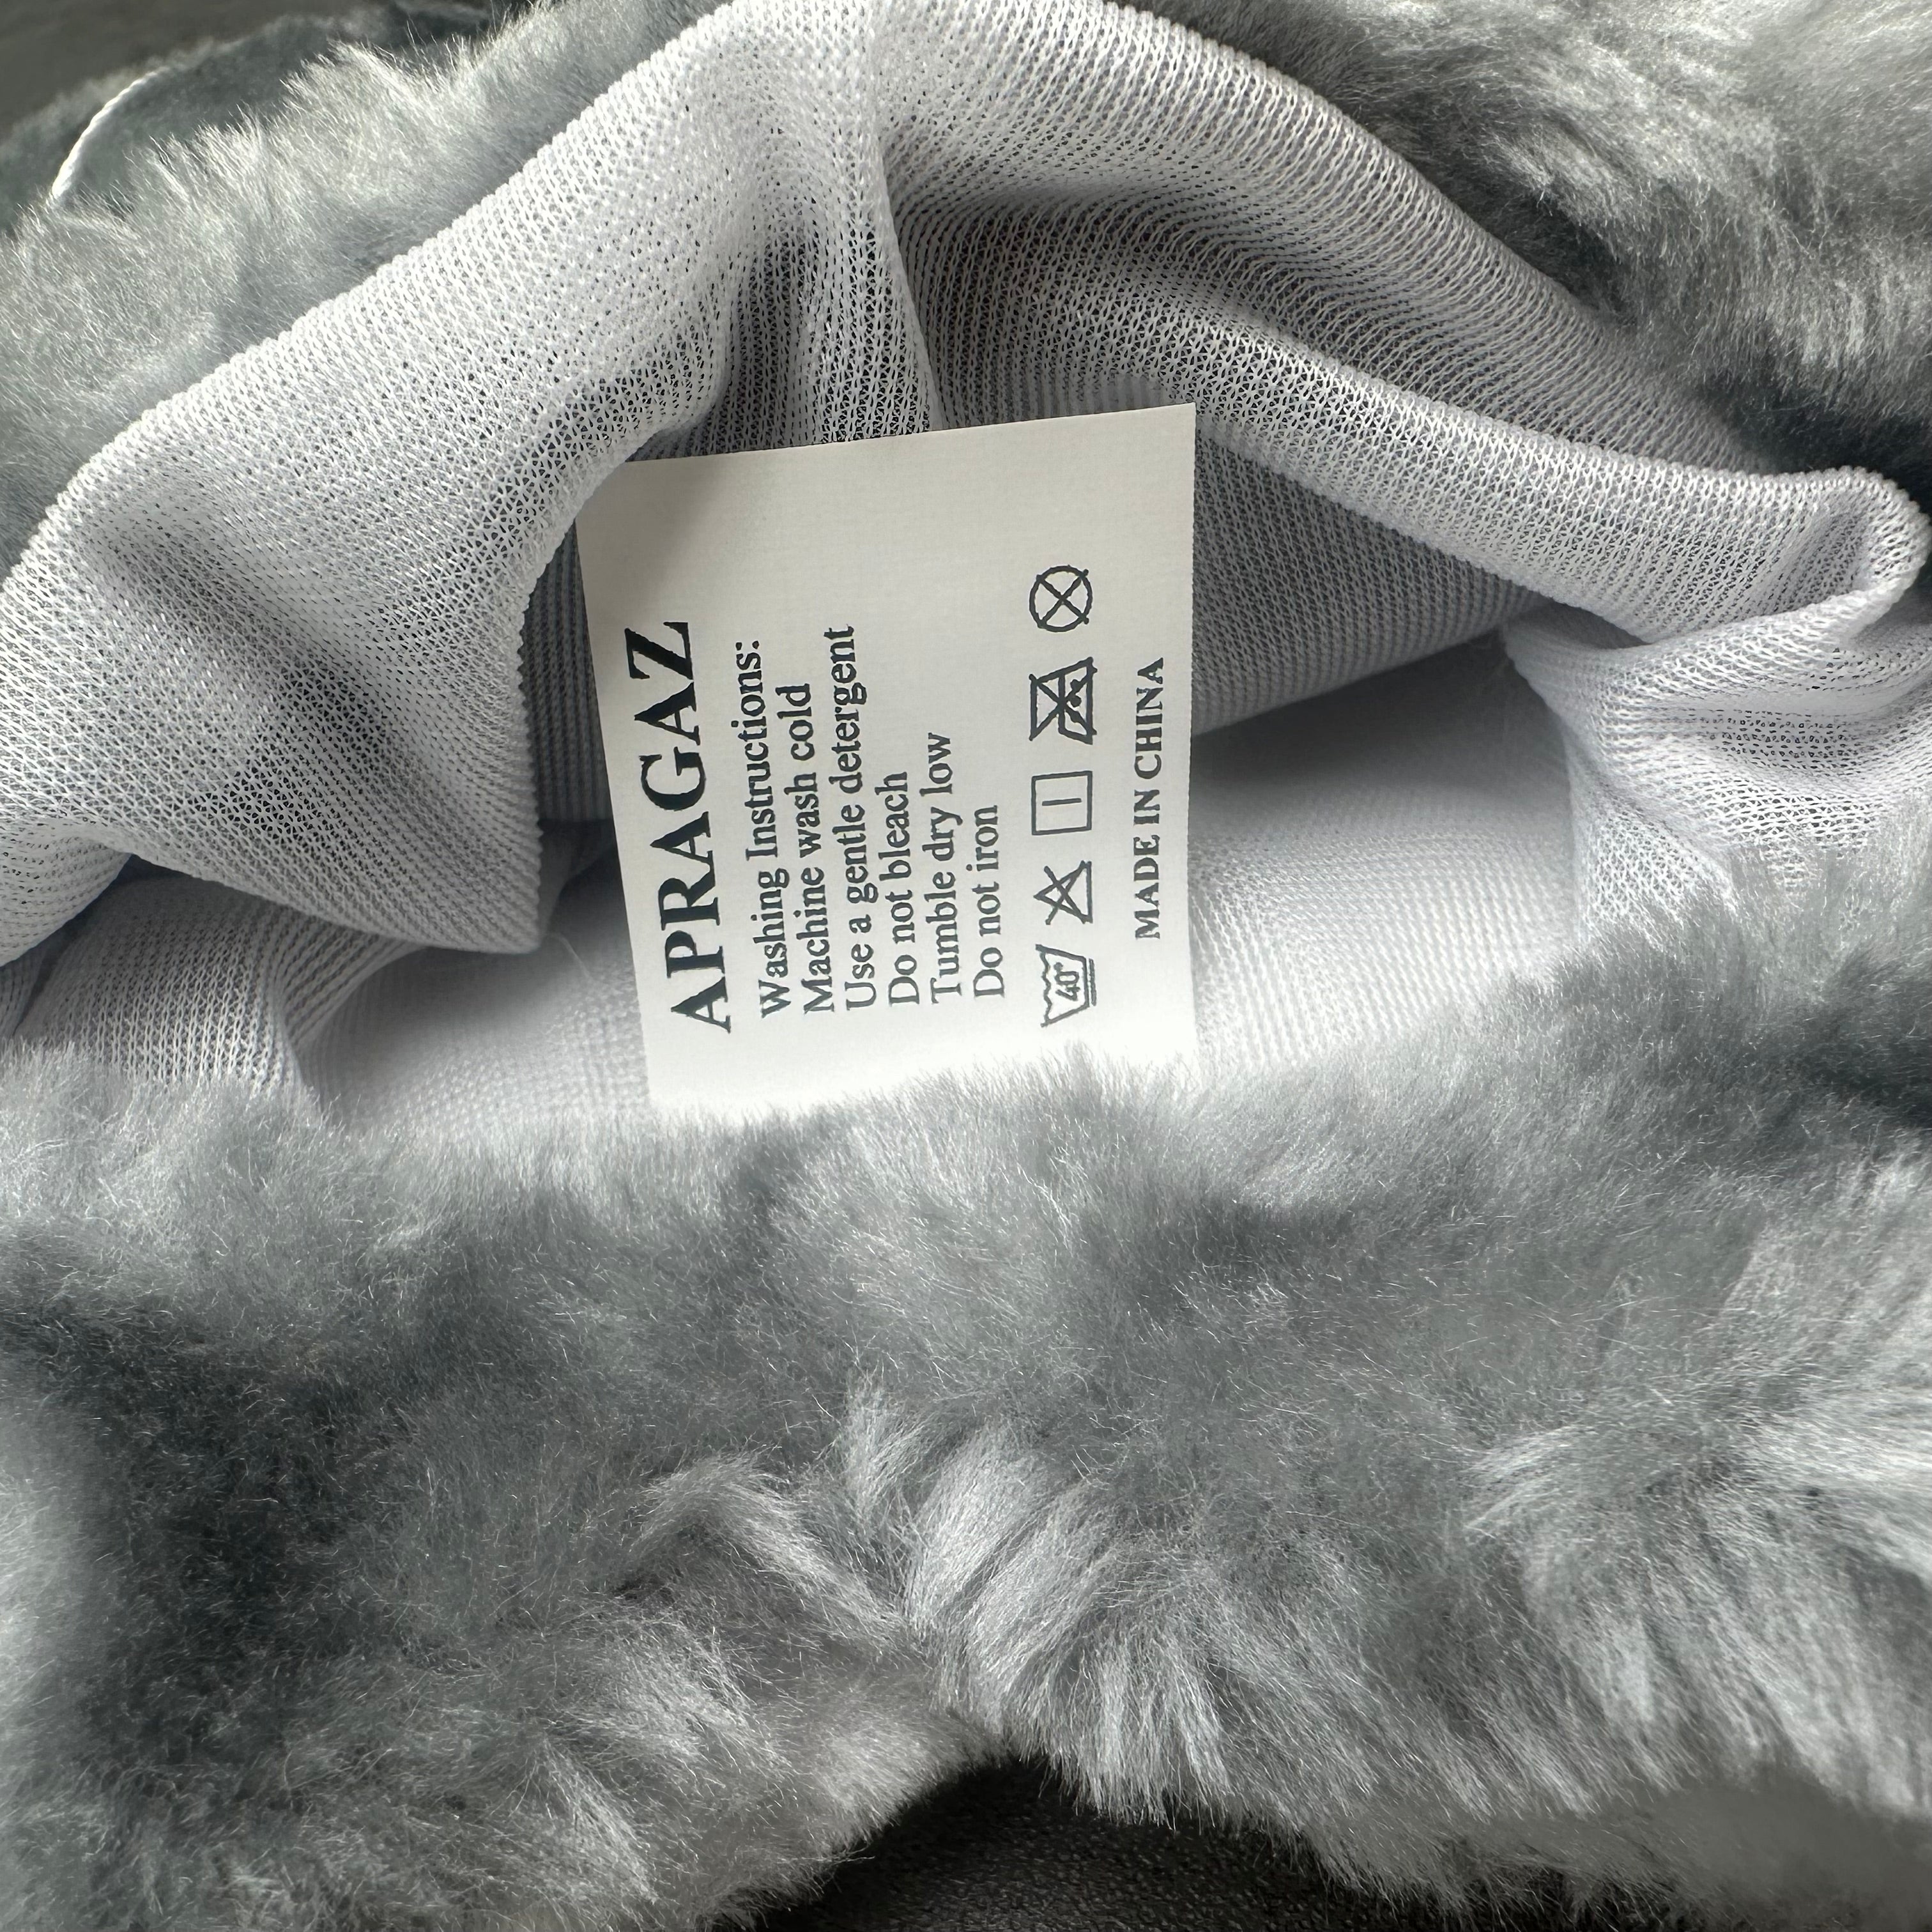 APRAGAZ
Washing Instructions:
Machine wash cold
Use a gentle detergent
Do not bleach
Tumble dry low
Do not iron
40°
MADE IN CHINA